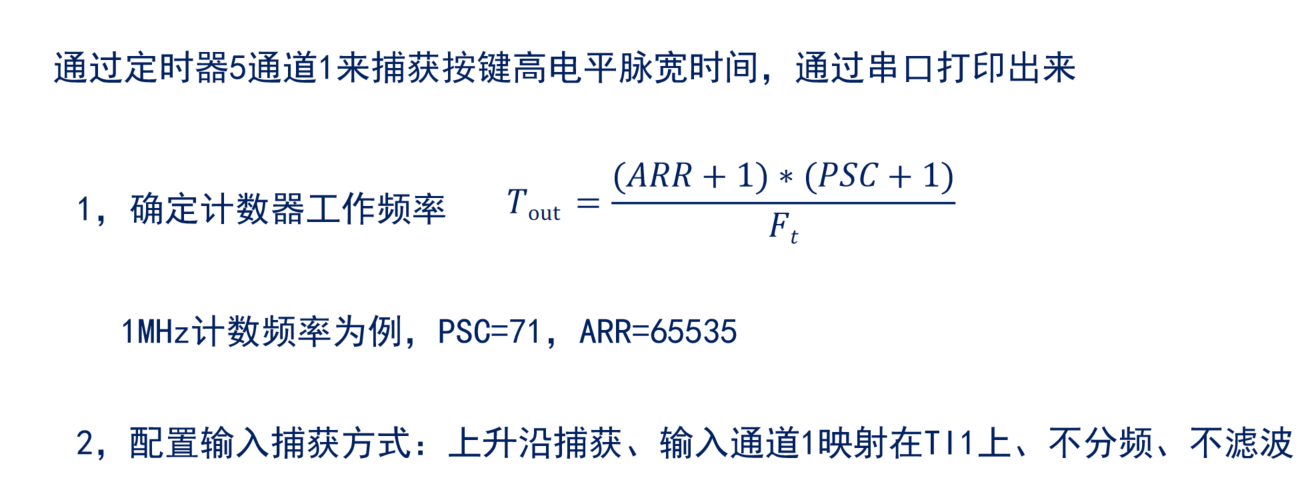 通过定时器5通道1来捕获按键高电平脉宽时间，通过串口打印出来
1，确定计数器工作频率 T_out = (ARR + 1) * (PSC + 1) / F_t
1MHz计数频率为例，PSC=71，ARR=65535
2，配置输入捕获方式：上升沿捕获、输入通道1映射在TI1上、不分频、不滤波